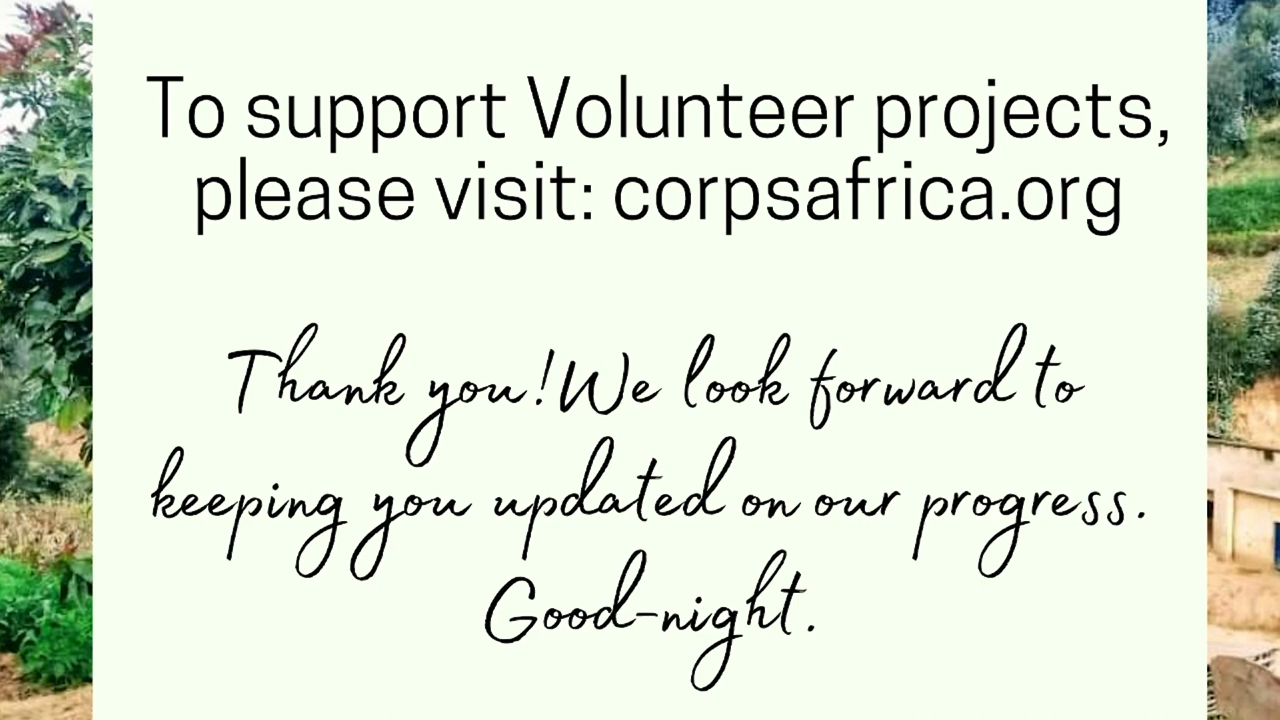 To support Volunteer projects,
please visit: corpsafrica.org
Thank you! We look forward to
keeping you updated on our progress.
Good-night.